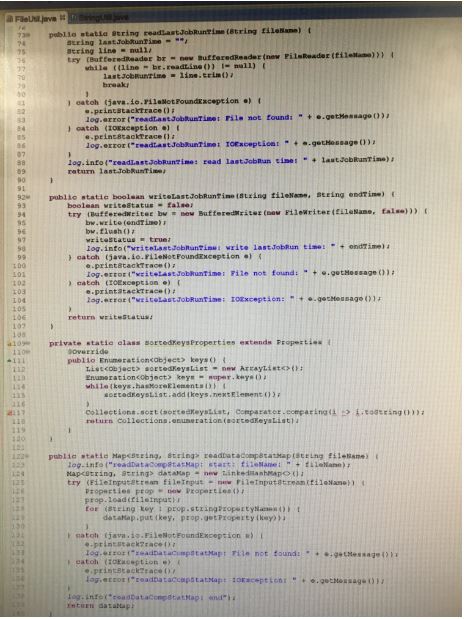 FileUtil.java StringUtil.java
73 public static String readLastJobRunTime(String fileName) {
74 String lastJobRunTime = "";
75 String line = null;
76 try (BufferedReader br = new BufferedReader(new FileReader(fileName))) {
77 while ((line = br.readLine()) != null) {
78 lastJobRunTime = line.trim();
79 break;
80 }
81 } catch (java.io.FileNotFoundException e) {
82 e.printStackTrace();
83 log.error("readLastJobRunTime: File not found: " + e.getMessage());
84 } catch (IOException e) {
85 e.printStackTrace();
86 log.error("readLastJobRunTime: IOException: " + e.getMessage());
87 }
88 log.info("readLastJobRunTime: read lastJobRun time: " + lastJobRunTime);
89 return lastJobRunTime;
90 }
91
92 public static boolean writeLastJobRunTime(String fileName, String endTime) {
93 boolean writeStatus = false;
94 try (BufferedWriter bw = new BufferedWriter(new FileWriter(fileName, false))) {
95 bw.write(endTime);
96 bw.flush();
97 writeStatus = true;
98 log.info("writeLastJobRunTime: write lastJobRun time: " + endTime);
99 } catch (java.io.FileNotFoundException e) {
100 e.printStackTrace();
101 log.error("writeLastJobRunTime: File not found: " + e.getMessage());
102 } catch (IOException e) {
103 e.printStackTrace();
104 log.error("writeLastJobRunTime: IOException: " + e.getMessage());
105 }
106 return writeStatus;
107 }
108
109 private static class SortedKeysProperties extends Properties {
110 @Override
111 public Enumeration<Object> keys() {
112 List<Object> sortedKeysList = new ArrayList<>();
113 Enumeration<Object> keys = super.keys();
114 while(keys.hasMoreElements()) {
115 sortedKeysList.add(keys.nextElement());
116 }
117 Collections.sort(sortedKeysList, Comparator.comparing(i -> i.toString()));
118 return Collections.enumeration(sortedKeysList);
119 }
120 }
121
122 public static Map<String, String> readDataCompStatMap(String fileName) {
123 log.info("readDataCompStatMap: start: fileName: " + fileName);
124 Map<String, String> dataMap = new LinkedHashMap<>();
125 try (FileInputStream fileInput = new FileInputStream(fileName)) {
126 Properties prop = new Properties();
127 prop.load(fileInput);
128 for (String key : prop.stringPropertyNames()) {
129 dataMap.put(key, prop.getProperty(key));
130 }
131 } catch (java.io.FileNotFoundException e) {
132 e.printStackTrace();
133 log.error("readDataCompStatMap: File not found: " + e.getMessage());
134 } catch (IOException e) {
135 e.printStackTrace();
136 log.error("readDataCompStatMap: IOException: " + e.getMessage());
137 }
138 log.info("readDataCompStatMap: end");
139 return dataMap;